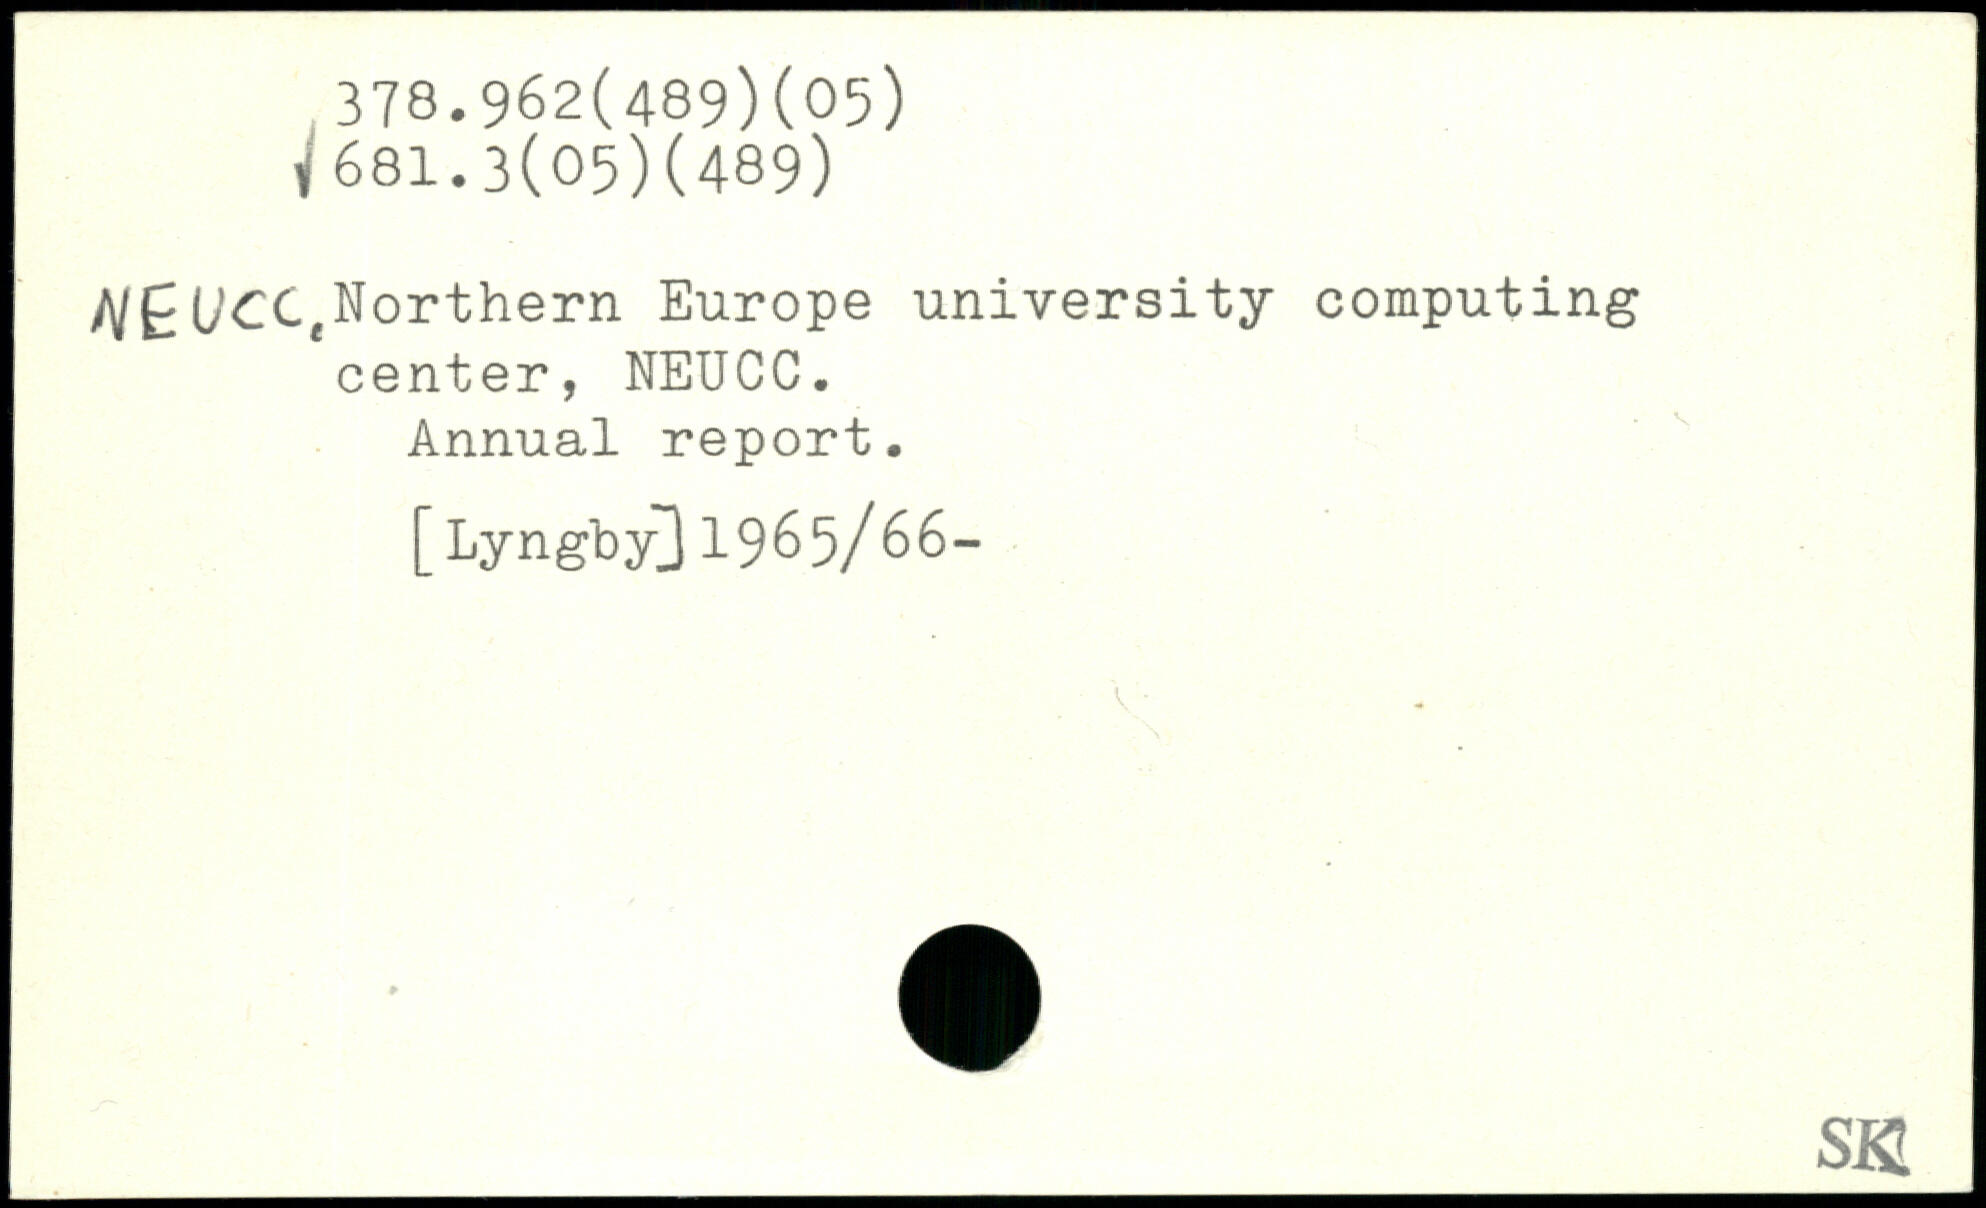 378.962(489)(05)
✓ 681.3(05)(489)
NEUCC, Northern Europe university computing
center, NEUCC.
Annual report.
[Lyngby] 1965/66-
SK